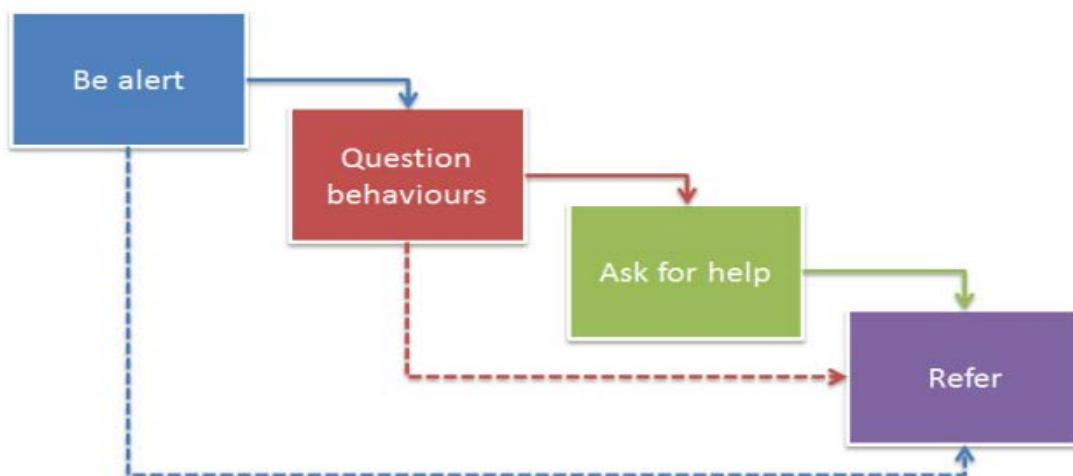 Be alert
Question
behaviours
Ask for help
Refer